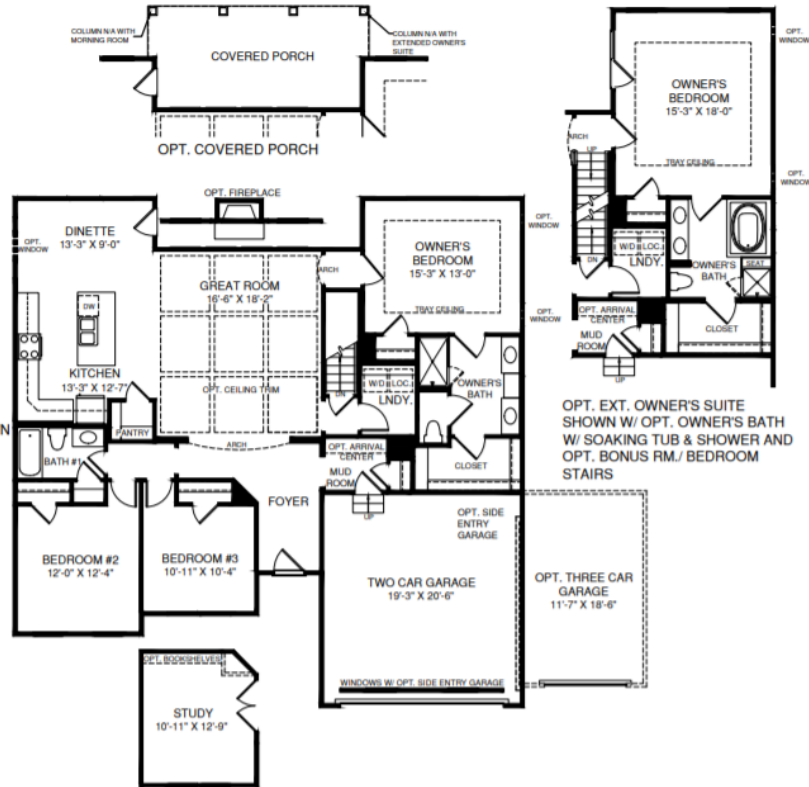 COLUMN N/A WITH
MORNING ROOM
COLUMN N/A WITH
EXTENDED OWNER'S
SUITE
COVERED PORCH
OPT. COVERED PORCH
OPT.
WINDOW
OWNER'S
BEDROOM
15'-3" X 18'-0"
ARCH
UP
TRAY CEILING
OPT.
WINDOW
DN
W/D
LOC.
LNDY.
OWNER'S
BATH
SEAT
OPT. ARRIVAL
CENTER
MUD
ROOM
CLOSET
UP
OPT. EXT. OWNER'S SUITE
SHOWN W/ OPT. OWNER'S BATH
W/ SOAKING TUB & SHOWER AND
OPT. BONUS RM./ BEDROOM
STAIRS
OPT. FIREPLACE
DINETTE
13'-3" X 9'-0"
OPT.
WINDOW
GREAT ROOM
16'-6" X 18'-2"
ARCH
OWNER'S
BEDROOM
15'-3" X 13'-0"
TRAY CEILING
OPT.
WINDOW
OPT.
WINDOW
DW
KITCHEN
13'-3" X 12'-7"
OPT. CEILING TRIM
DN
W/D
LOC.
LNDY.
OWNER'S
BATH
N
PANTRY
BATH #1
ARCH
OPT. ARRIVAL
CENTER
MUD
ROOM
CLOSET
UP
FOYER
BEDROOM #2
12'-0" X 12'-4"
BEDROOM #3
10'-11" X 10'-4"
OPT. SIDE
ENTRY
GARAGE
TWO CAR GARAGE
19'-3" X 20'-6"
OPT. THREE CAR
GARAGE
11'-7" X 18'-6"
WINDOWS W/ OPT. SIDE ENTRY GARAGE
OPT. BOOKSHELVES
STUDY
10'-11" X 12'-9"